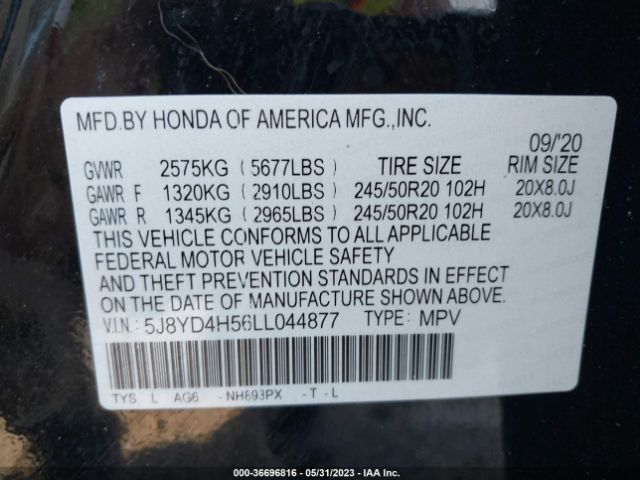 MFD.BY HONDA OF AMERICA MFG.,INC.
09/'20
GVWR 2575KG (5677LBS) TIRE SIZE RIM SIZE
GAWR F 1320KG (2910LBS) 245/50R20 102H 20X8.0J
GAWR R 1345KG (2965LBS) 245/50R20 102H 20X8.0J
THIS VEHICLE CONFORMS TO ALL APPLICABLE
FEDERAL MOTOR VEHICLE SAFETY
AND THEFT PREVENTION STANDARDS IN EFFECT
ON THE DATE OF MANUFACTURE SHOWN ABOVE.
V.I.N.: 5J8YD4H56LL044877 TYPE: MPV
TYS L AG6 -NH893PX -T -L
000-36696816 - 05/31/2023 - IAA Inc.